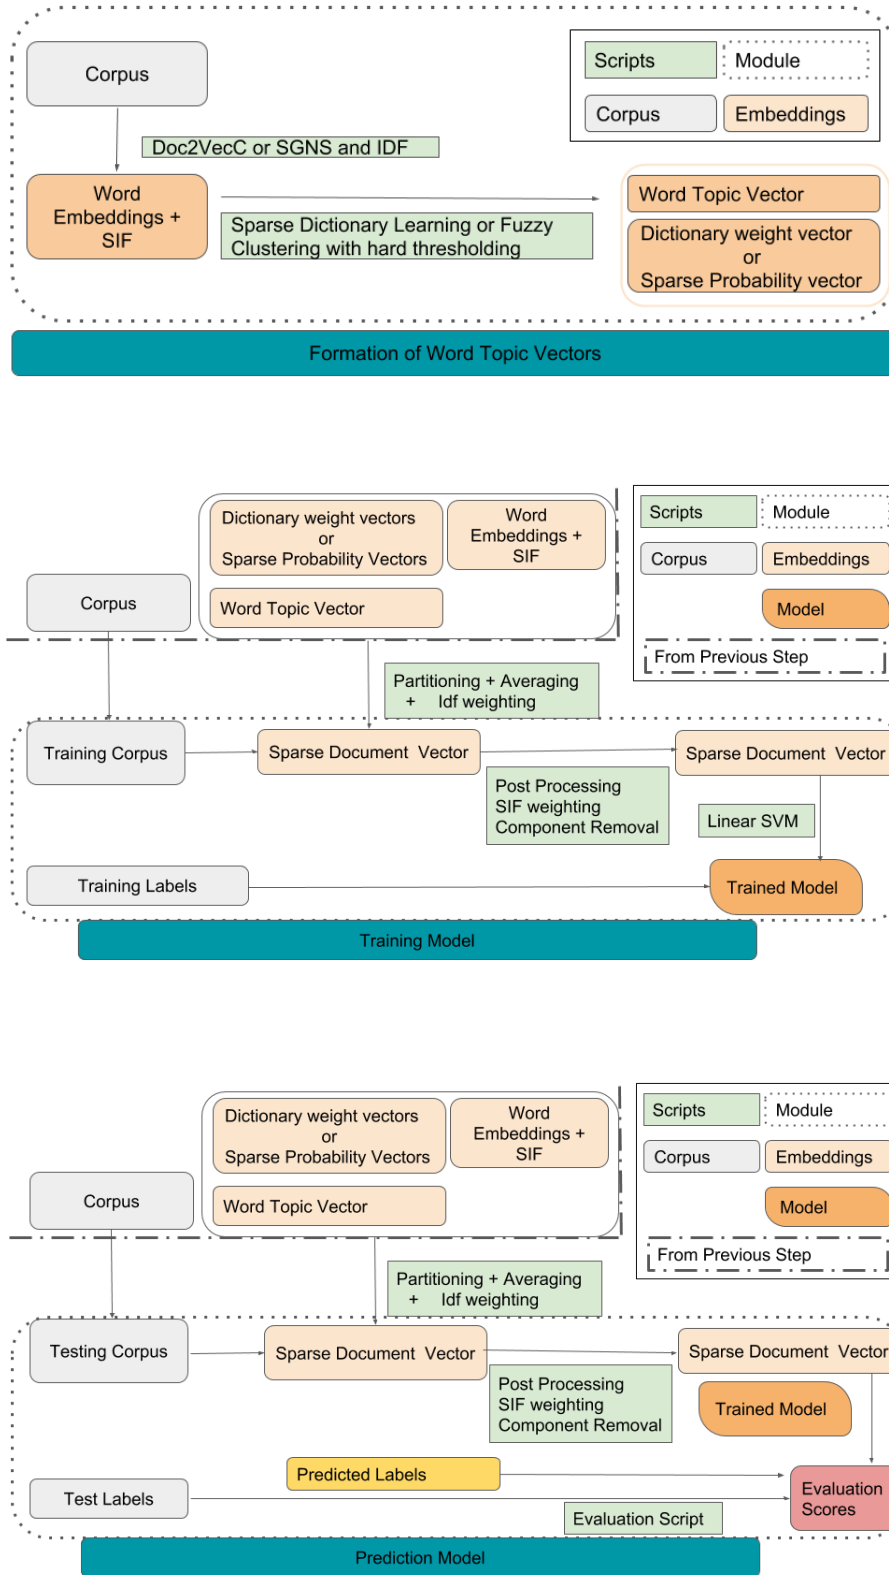 Corpus
Scripts
Module
Corpus
Embeddings
Doc2VecC or SGNS and IDF
Word
Embeddings +
SIF
Sparse Dictionary Learning or Fuzzy
Clustering with hard thresholding
Word Topic Vector
Dictionary weight vector
or
Sparse Probability vector
Formation of Word Topic Vectors
Dictionary weight vectors
or
Sparse Probability Vectors
Word
Embeddings +
SIF
Word Topic Vector
Corpus
Scripts
Module
Corpus
Embeddings
Model
From Previous Step
Partitioning + Averaging
+ Idf weighting
Training Corpus
Sparse Document Vector
Sparse Document Vector
Post Processing
SIF weighting
Component Removal
Linear SVM
Training Labels
Trained Model
Training Model
Dictionary weight vectors
or
Sparse Probability Vectors
Word
Embeddings +
SIF
Word Topic Vector
Corpus
Scripts
Module
Corpus
Embeddings
Model
From Previous Step
Partitioning + Averaging
+ Idf weighting
Testing Corpus
Sparse Document Vector
Sparse Document Vector
Post Processing
SIF weighting
Component Removal
Trained Model
Predicted Labels
Test Labels
Evaluation Script
Evaluation
Scores
Prediction Model